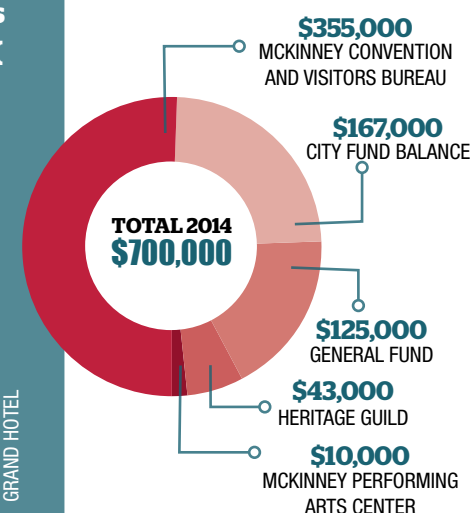 $355,000
MCKINNEY CONVENTION
AND VISITORS BUREAU
$167,000
CITY FUND BALANCE
TOTAL 2014
$700,000
$125,000
GENERAL FUND
$43,000
HERITAGE GUILD
$10,000
MCKINNEY PERFORMING
ARTS CENTER
GRAND HOTEL